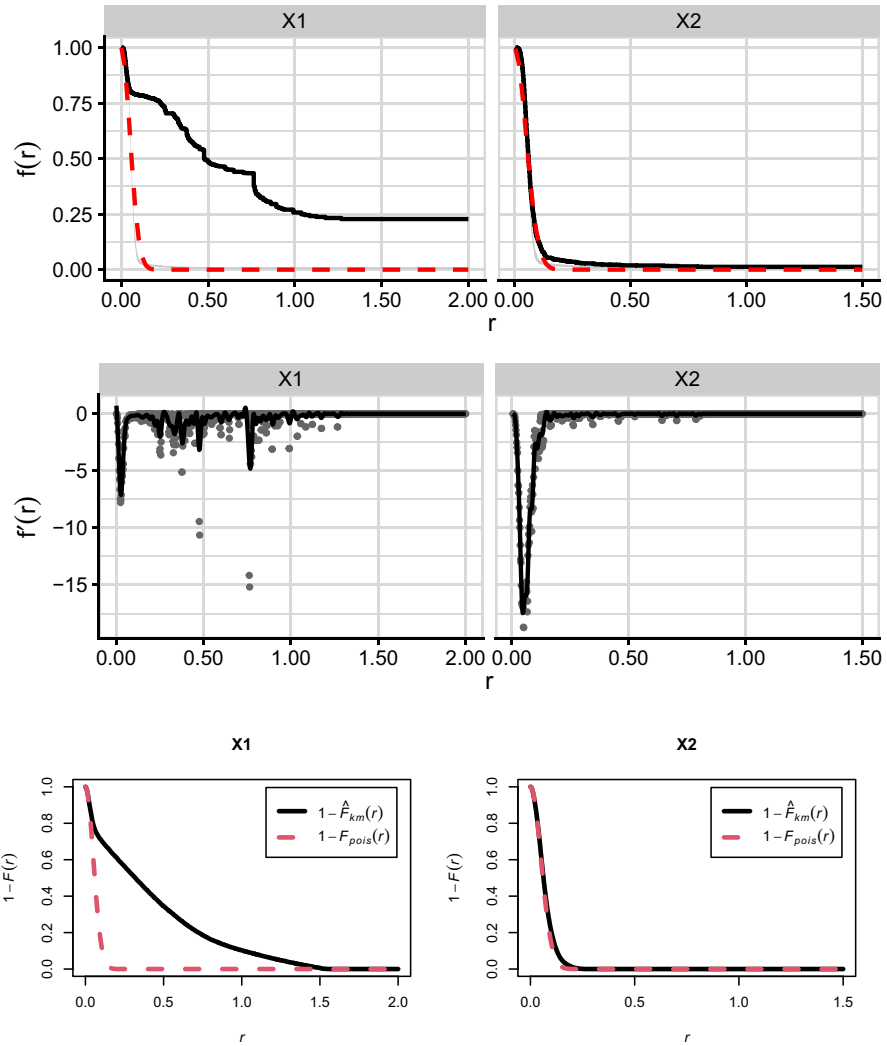 X1 X2
f(r)
1.00
0.75
0.50
0.25
0.00
0.00 0.50 1.00 1.50 2.00 0.00 0.50 1.00 1.50
r
X1 X2
f′(r)
0
−5
−10
−15
0.00 0.50 1.00 1.50 2.00 0.00 0.50 1.00 1.50
r
X1
1 − F(r)
1.0
0.8
0.6
0.4
0.2
0.0
1 − F̂km(r)
1 − Fpois(r)
0.0 0.5 1.0 1.5 2.0
r
X2
1 − F(r)
1.0
0.8
0.6
0.4
0.2
0.0
1 − F̂km(r)
1 − Fpois(r)
0.0 0.5 1.0 1.5
r